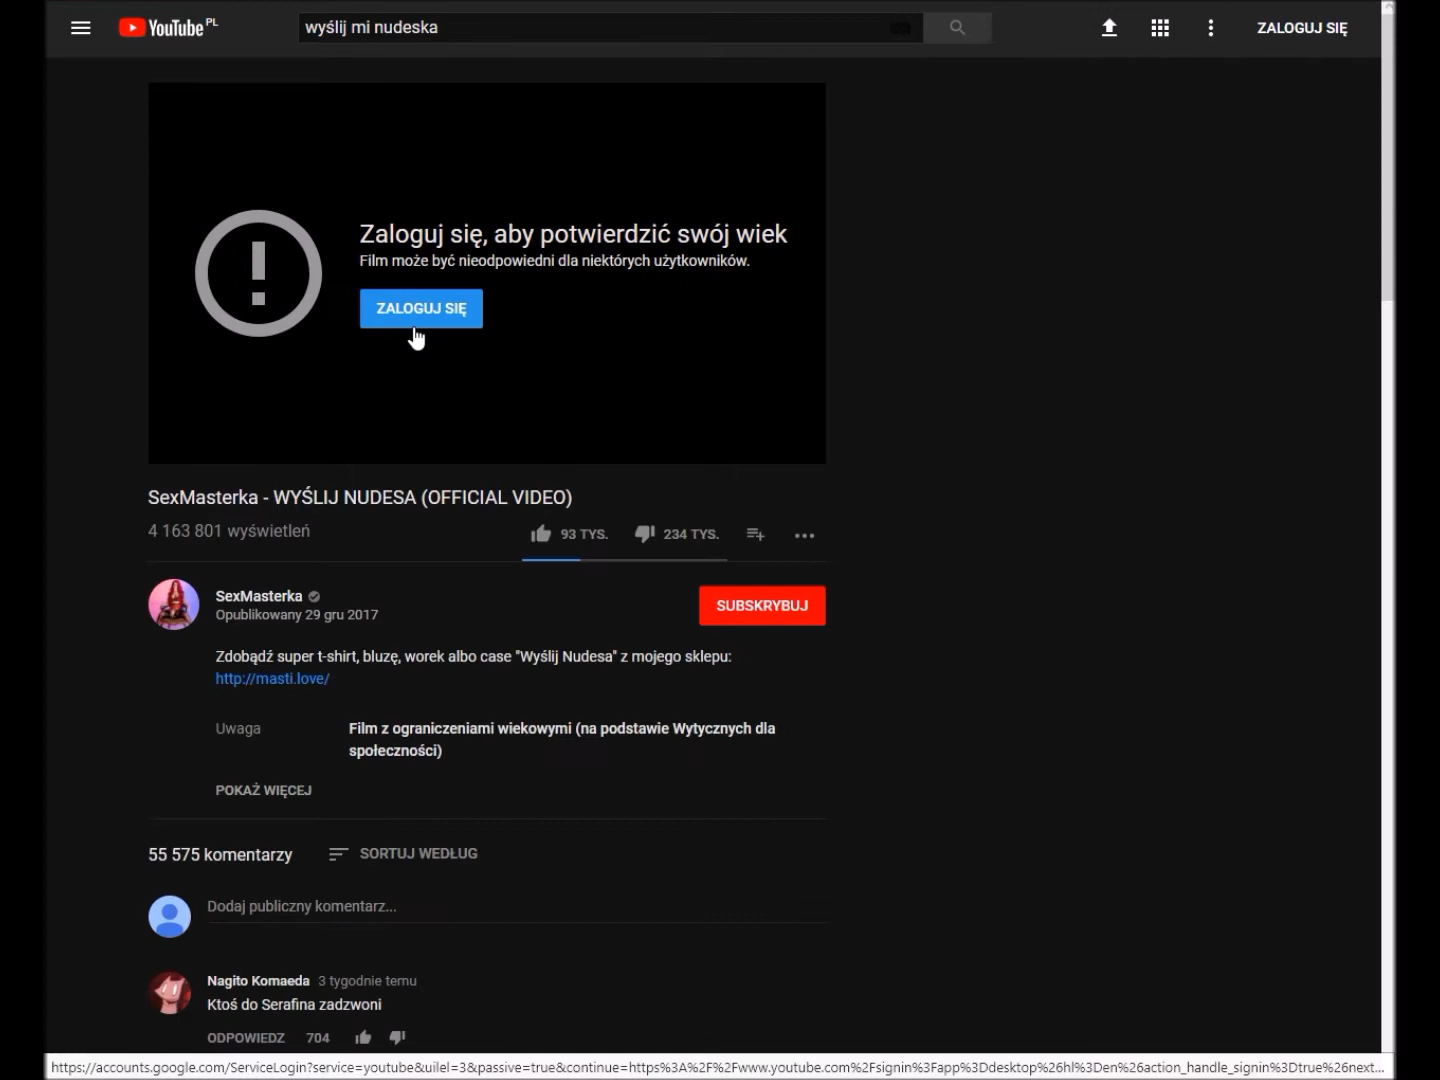 YouTube PL
wyślij mi nudeska
ZALOGUJ SIĘ
Zaloguj się, aby potwierdzić swój wiek
Film może być nieodpowiedni dla niektórych użytkowników.
ZALOGUJ SIĘ
SexMasterka - WYŚLIJ NUDESA (OFFICIAL VIDEO)
4 163 801 wyświetleń
93 TYS. 234 TYS.
SexMasterka
Opublikowany 29 gru 2017
SUBSKRYBUJ
Zdobądź super t-shirt, bluzę, worek albo case "Wyślij Nudesa" z mojego sklepu:
http://masti.love/
Uwaga Film z ograniczeniami wiekowymi (na podstawie Wytycznych dla
społeczności)
POKAŻ WIĘCEJ
55 575 komentarzy SORTUJ WEDŁUG
Dodaj publiczny komentarz...
Nagito Komaeda 3 tygodnie temu
Ktoś do Serafina zadzwoni
ODPOWIEDZ 704
https://accounts.google.com/ServiceLogin?service=youtube&uilel=3&passive=true&continue=https%3A%2F%2Fwww.youtube.com%2Fsignin%3Fapp%3Ddesktop%26hl%3Den%26action_handle_signin%3Dtrue%26next...